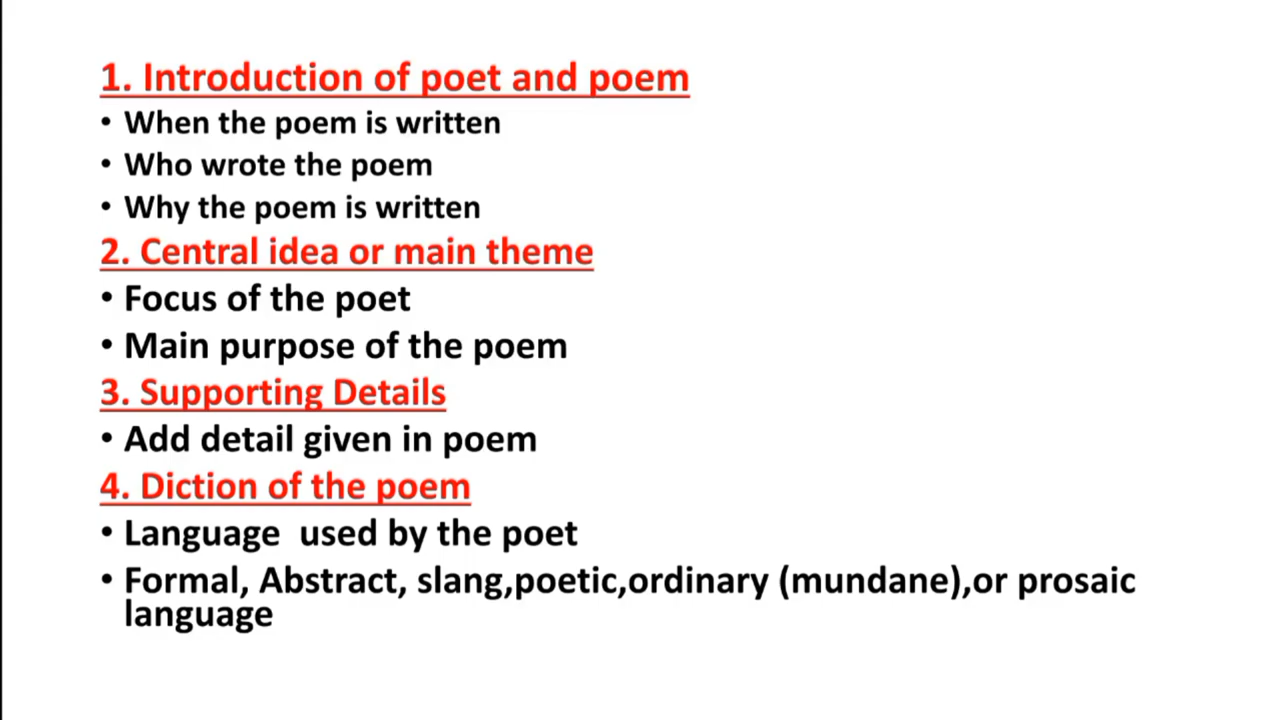 1. Introduction of poet and poem
• When the poem is written
• Who wrote the poem
• Why the poem is written
2. Central idea or main theme
• Focus of the poet
• Main purpose of the poem
3. Supporting Details
• Add detail given in poem
4. Diction of the poem
• Language  used by the poet
• Formal, Abstract, slang,poetic,ordinary (mundane),or prosaic
language